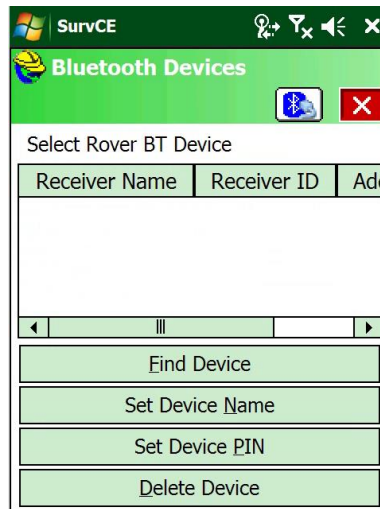 SurvCE
Bluetooth Devices
Select Rover BT Device
Receiver Name Receiver ID Add
Find Device
Set Device Name
Set Device PIN
Delete Device